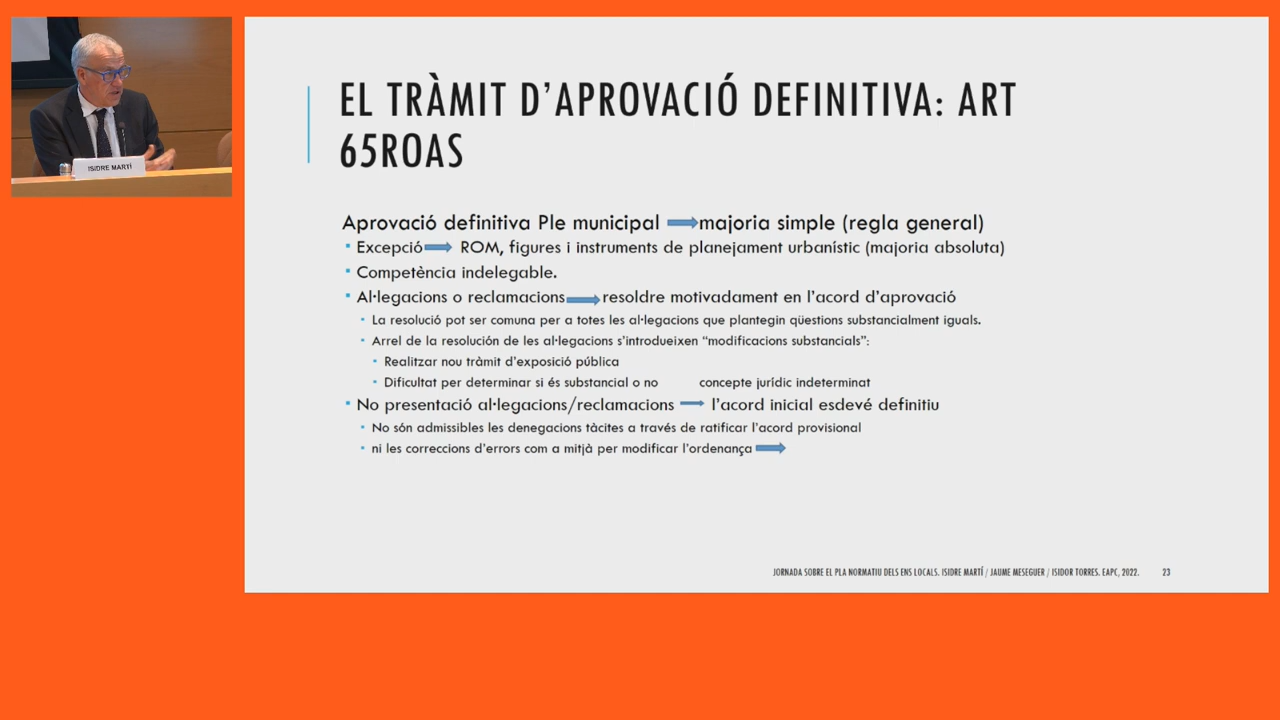 ISIDRE MARTÍ
EL TRÀMIT D'APROVACIÓ DEFINITIVA: ART
65ROAS
Aprovació definitiva Ple municipal majoria simple (regla general)
Excepció ROM, figures i instruments de planejament urbanístic (majoria absoluta)
Competència indelegable.
Al·legacions o reclamacions resoldre motivadament en l'acord d'aprovació
La resolució pot ser comuna per a totes les al·legacions que plantegin qüestions substancialment iguals.
Arrel de la resolución de les al·legacions s'introdueixen “modificacions substancials”:
Realitzar nou tràmit d'exposició pública
Dificultat per determinar si és substancial o no concepte jurídic indeterminat
No presentació al·legacions/reclamacions l'acord inicial esdevé definitiu
No són admissibles les denegacions tàcites a través de ratificar l'acord provisional
ni les correccions d'errors com a mitjà per modificar l'ordenança
JORNADA SOBRE EL PLA NORMATIU DELS ENS LOCALS. ISIDRE MARTÍ / JAUME MESEGUER / ISIDOR TORRES. EAPC, 2022. 23